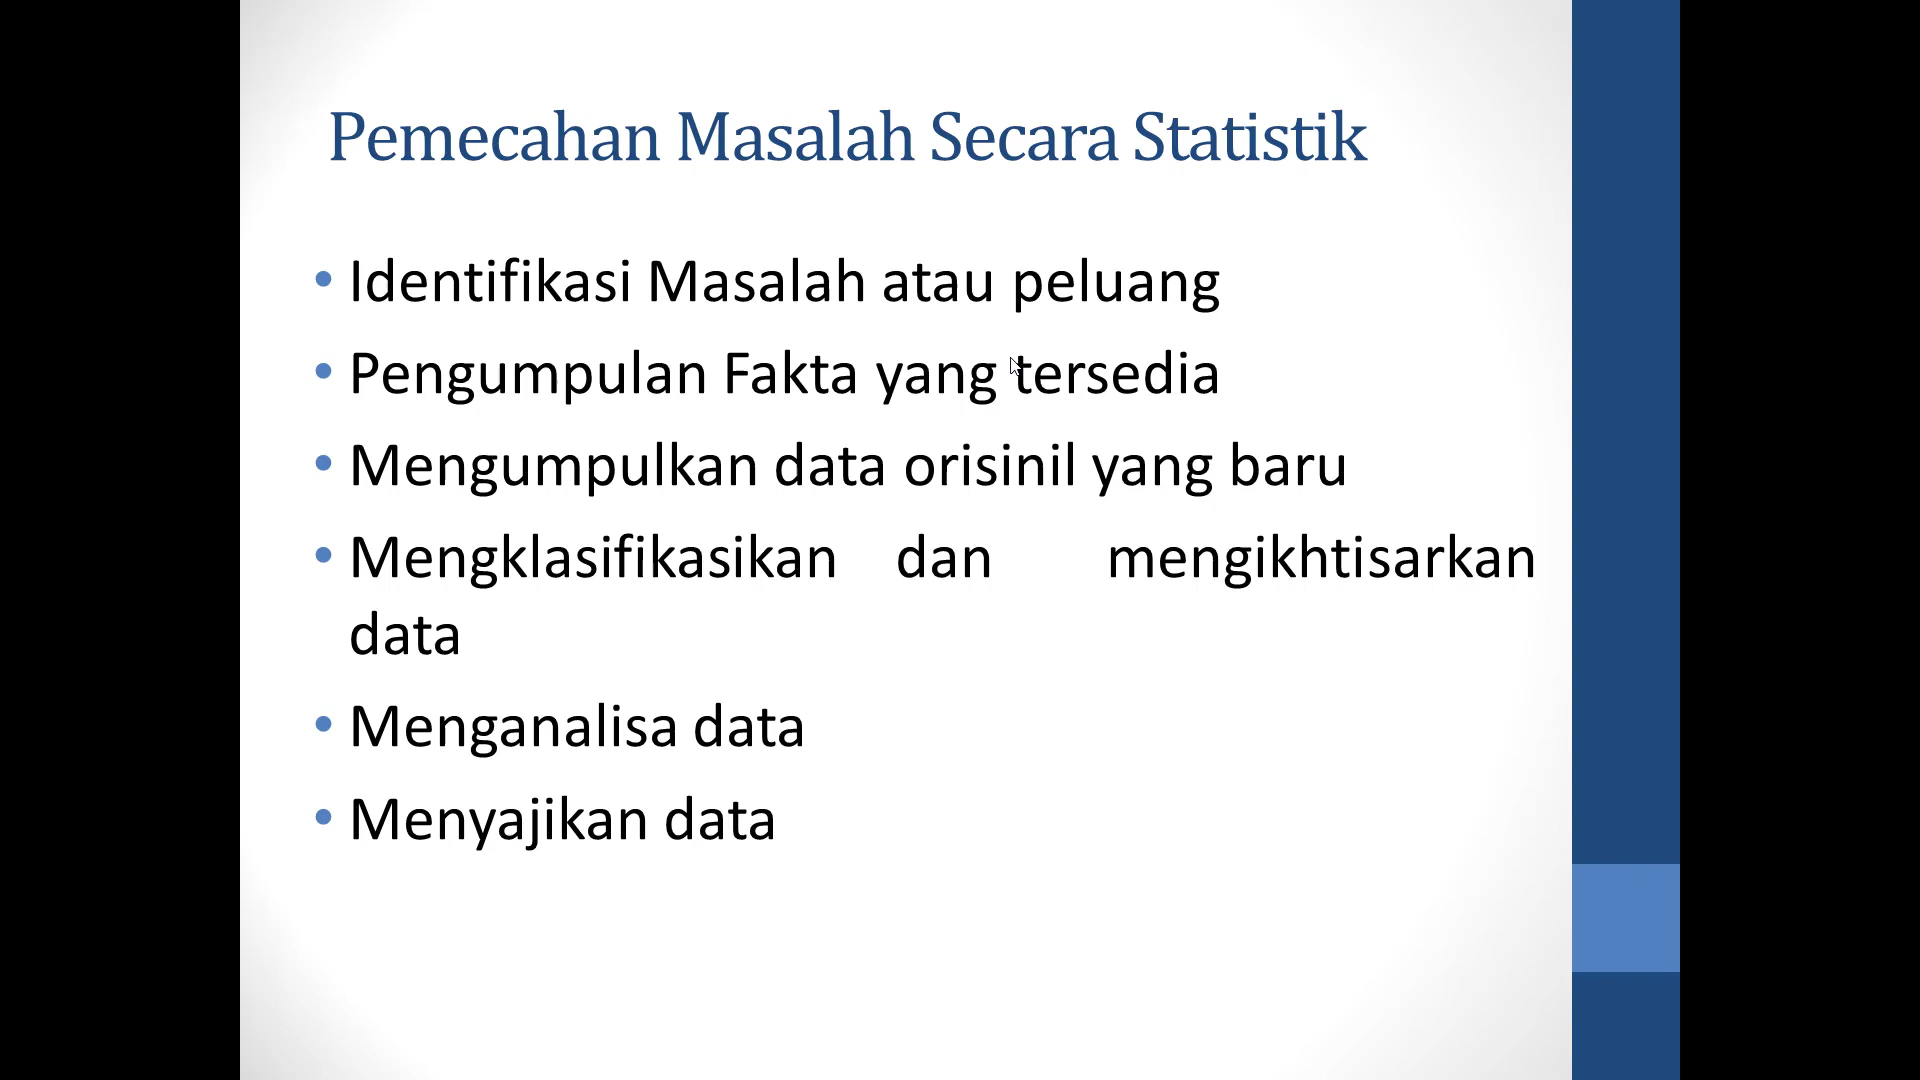 Pemecahan Masalah Secara Statistik
• Identifikasi Masalah atau peluang
• Pengumpulan Fakta yang tersedia
• Mengumpulkan data orisinil yang baru
• Mengklasifikasikan dan mengikhtisarkan
data
• Menganalisa data
• Menyajikan data